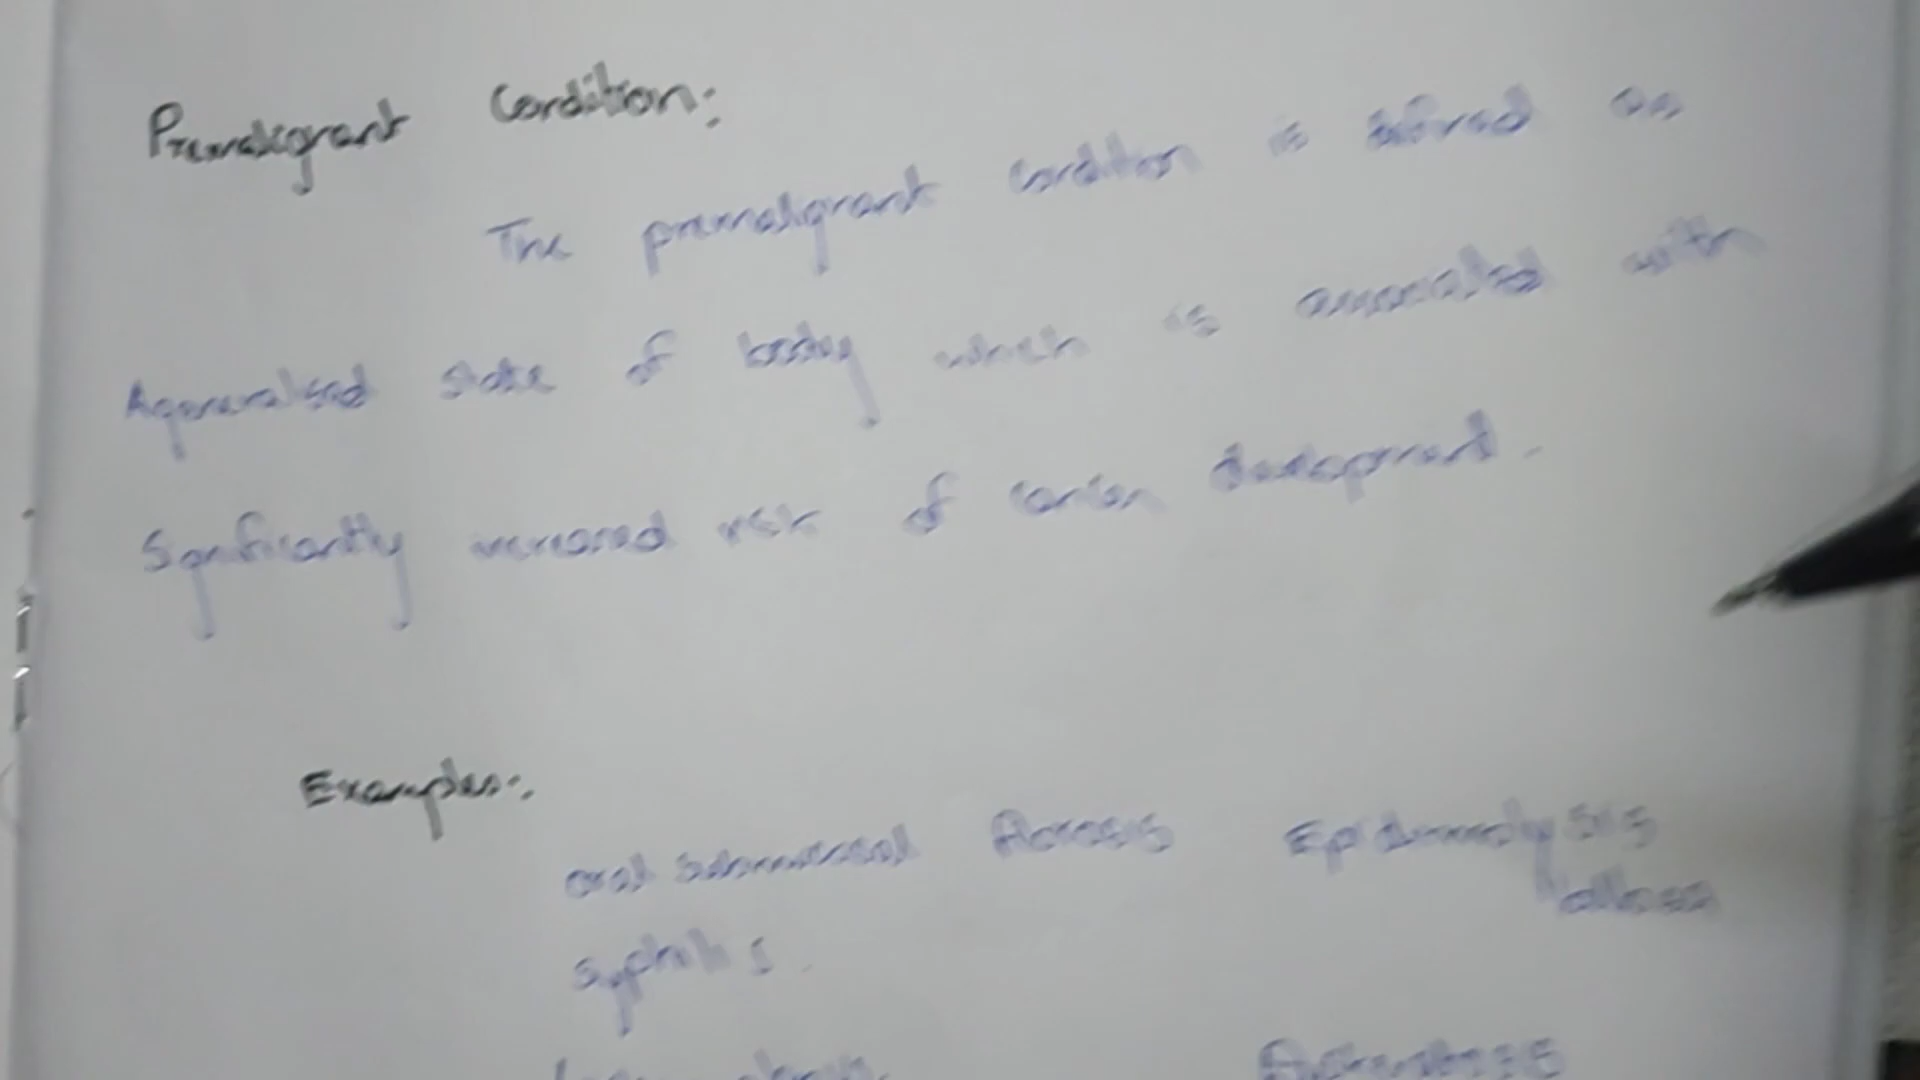 Premalignant Condition:
The premalignant condition is defined as
A generalised state of body which is associated with
Significantly increased risk of cancer development.
Examples:
oral submucosal fibrosis Epidermolysis
bullosa
syphilis.